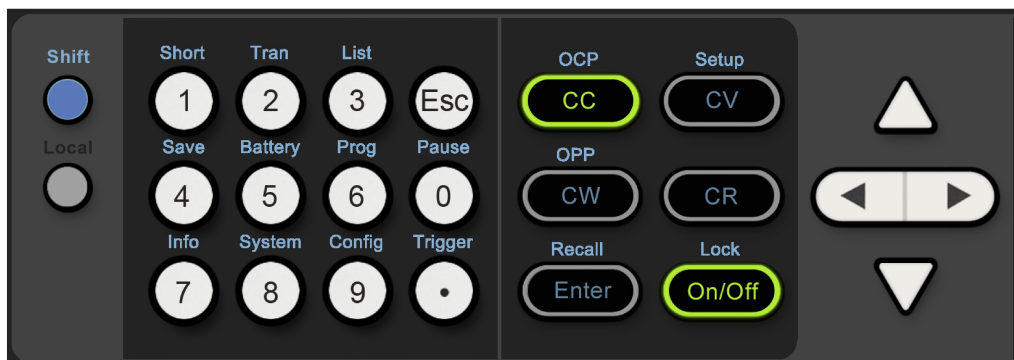 Shift
Local
Short Tran List
1 2 3 Esc
Save Battery Prog Pause
4 5 6 0
Info System Config Trigger
7 8 9 .
OCP Setup
CC CV
OPP
CW CR
Recall Lock
Enter On/Off